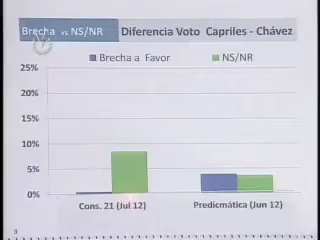 Brecha vs. NS/NR
Diferencia Voto Capriles - Chávez
Brecha a Favor
NS/NR
25%
20%
15%
10%
5%
0%
Cons. 21 (Jul 12)
Predicmática (Jun 12)
3